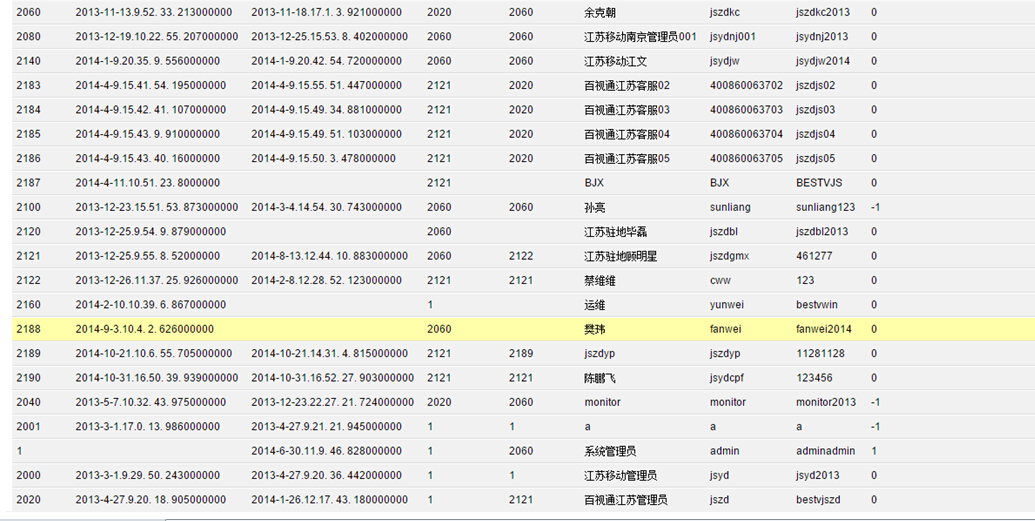 2060 2013-11-13.9.52. 33. 213000000 2013-11-18.17.1. 3. 921000000 2020 2060 余克朝 jszdkc jszdkc2013 0
2080 2013-12-19.10.22. 55. 207000000 2013-12-25.15.53. 8. 402000000 2060 2060 江苏移动南京管理员001 jsydnj001 jsydnj2013 0
2140 2014-1-9.20.35. 9. 556000000 2014-1-9.20.42. 54. 720000000 2060 2060 江苏移动江文 jsydjw jsydjw2014 0
2183 2014-4-9.15.41. 54. 195000000 2014-4-9.15.55. 51. 447000000 2121 2020 百视通江苏客服02 400860063702 jszdjs02 0
2184 2014-4-9.15.42. 41. 107000000 2014-4-9.15.49. 34. 881000000 2121 2020 百视通江苏客服03 400860063703 jszdjs03 0
2185 2014-4-9.15.43. 9. 910000000 2014-4-9.15.49. 51. 103000000 2121 2020 百视通江苏客服04 400860063704 jszdjs04 0
2186 2014-4-9.15.43. 40. 16000000 2014-4-9.15.50. 3. 478000000 2121 2020 百视通江苏客服05 400860063705 jszdjs05 0
2187 2014-4-11.10.51. 23. 8000000 2121 BJX BJX BESTVJS 0
2100 2013-12-23.15.51. 53. 873000000 2014-3-4.14.54. 30. 743000000 2060 2060 孙亮 sunliang sunliang123 -1
2120 2013-12-25.9.54. 9. 879000000 2060 江苏驻地毕磊 jszdbl jszdbl2013 0
2121 2013-12-25.9.55. 8. 52000000 2014-8-13.12.44. 10. 883000000 2060 2122 江苏驻地顾明星 jszdgmx 461277 0
2122 2013-12-26.11.37. 25. 926000000 2014-2-8.12.28. 52. 123000000 2121 2121 蔡维维 cww 123 0
2160 2014-2-10.10.39. 6. 867000000 1 运维 yunwei bestvwin 0
2188 2014-9-3.10.4. 2. 626000000 2060 樊玮 fanwei fanwei2014 0
2189 2014-10-21.10.6. 55. 705000000 2014-10-21.14.31. 4. 815000000 2121 2189 jszdyp jszdyp 11281128 0
2190 2014-10-31.16.50. 39. 939000000 2014-10-31.16.52. 27. 903000000 2121 2121 陈鹏飞 jsydcpf 123456 0
2040 2013-5-7.10.32. 43. 975000000 2013-12-23.22.27. 21. 724000000 2020 2060 monitor monitor monitor2013 -1
2001 2013-3-1.17.0. 13. 986000000 2013-4-27.9.21. 21. 945000000 1 1 a a a -1
1 2014-6-30.11.9. 46. 828000000 1 2060 系统管理员 admin adminadmin 1
2000 2013-3-1.9.29. 50. 243000000 2013-4-27.9.20. 36. 442000000 1 1 江苏移动管理员 jsyd jsyd2013 0
2020 2013-4-27.9.20. 18. 905000000 2014-1-26.12.17. 43. 180000000 1 2121 百视通江苏管理员 jszd bestvjszd 0